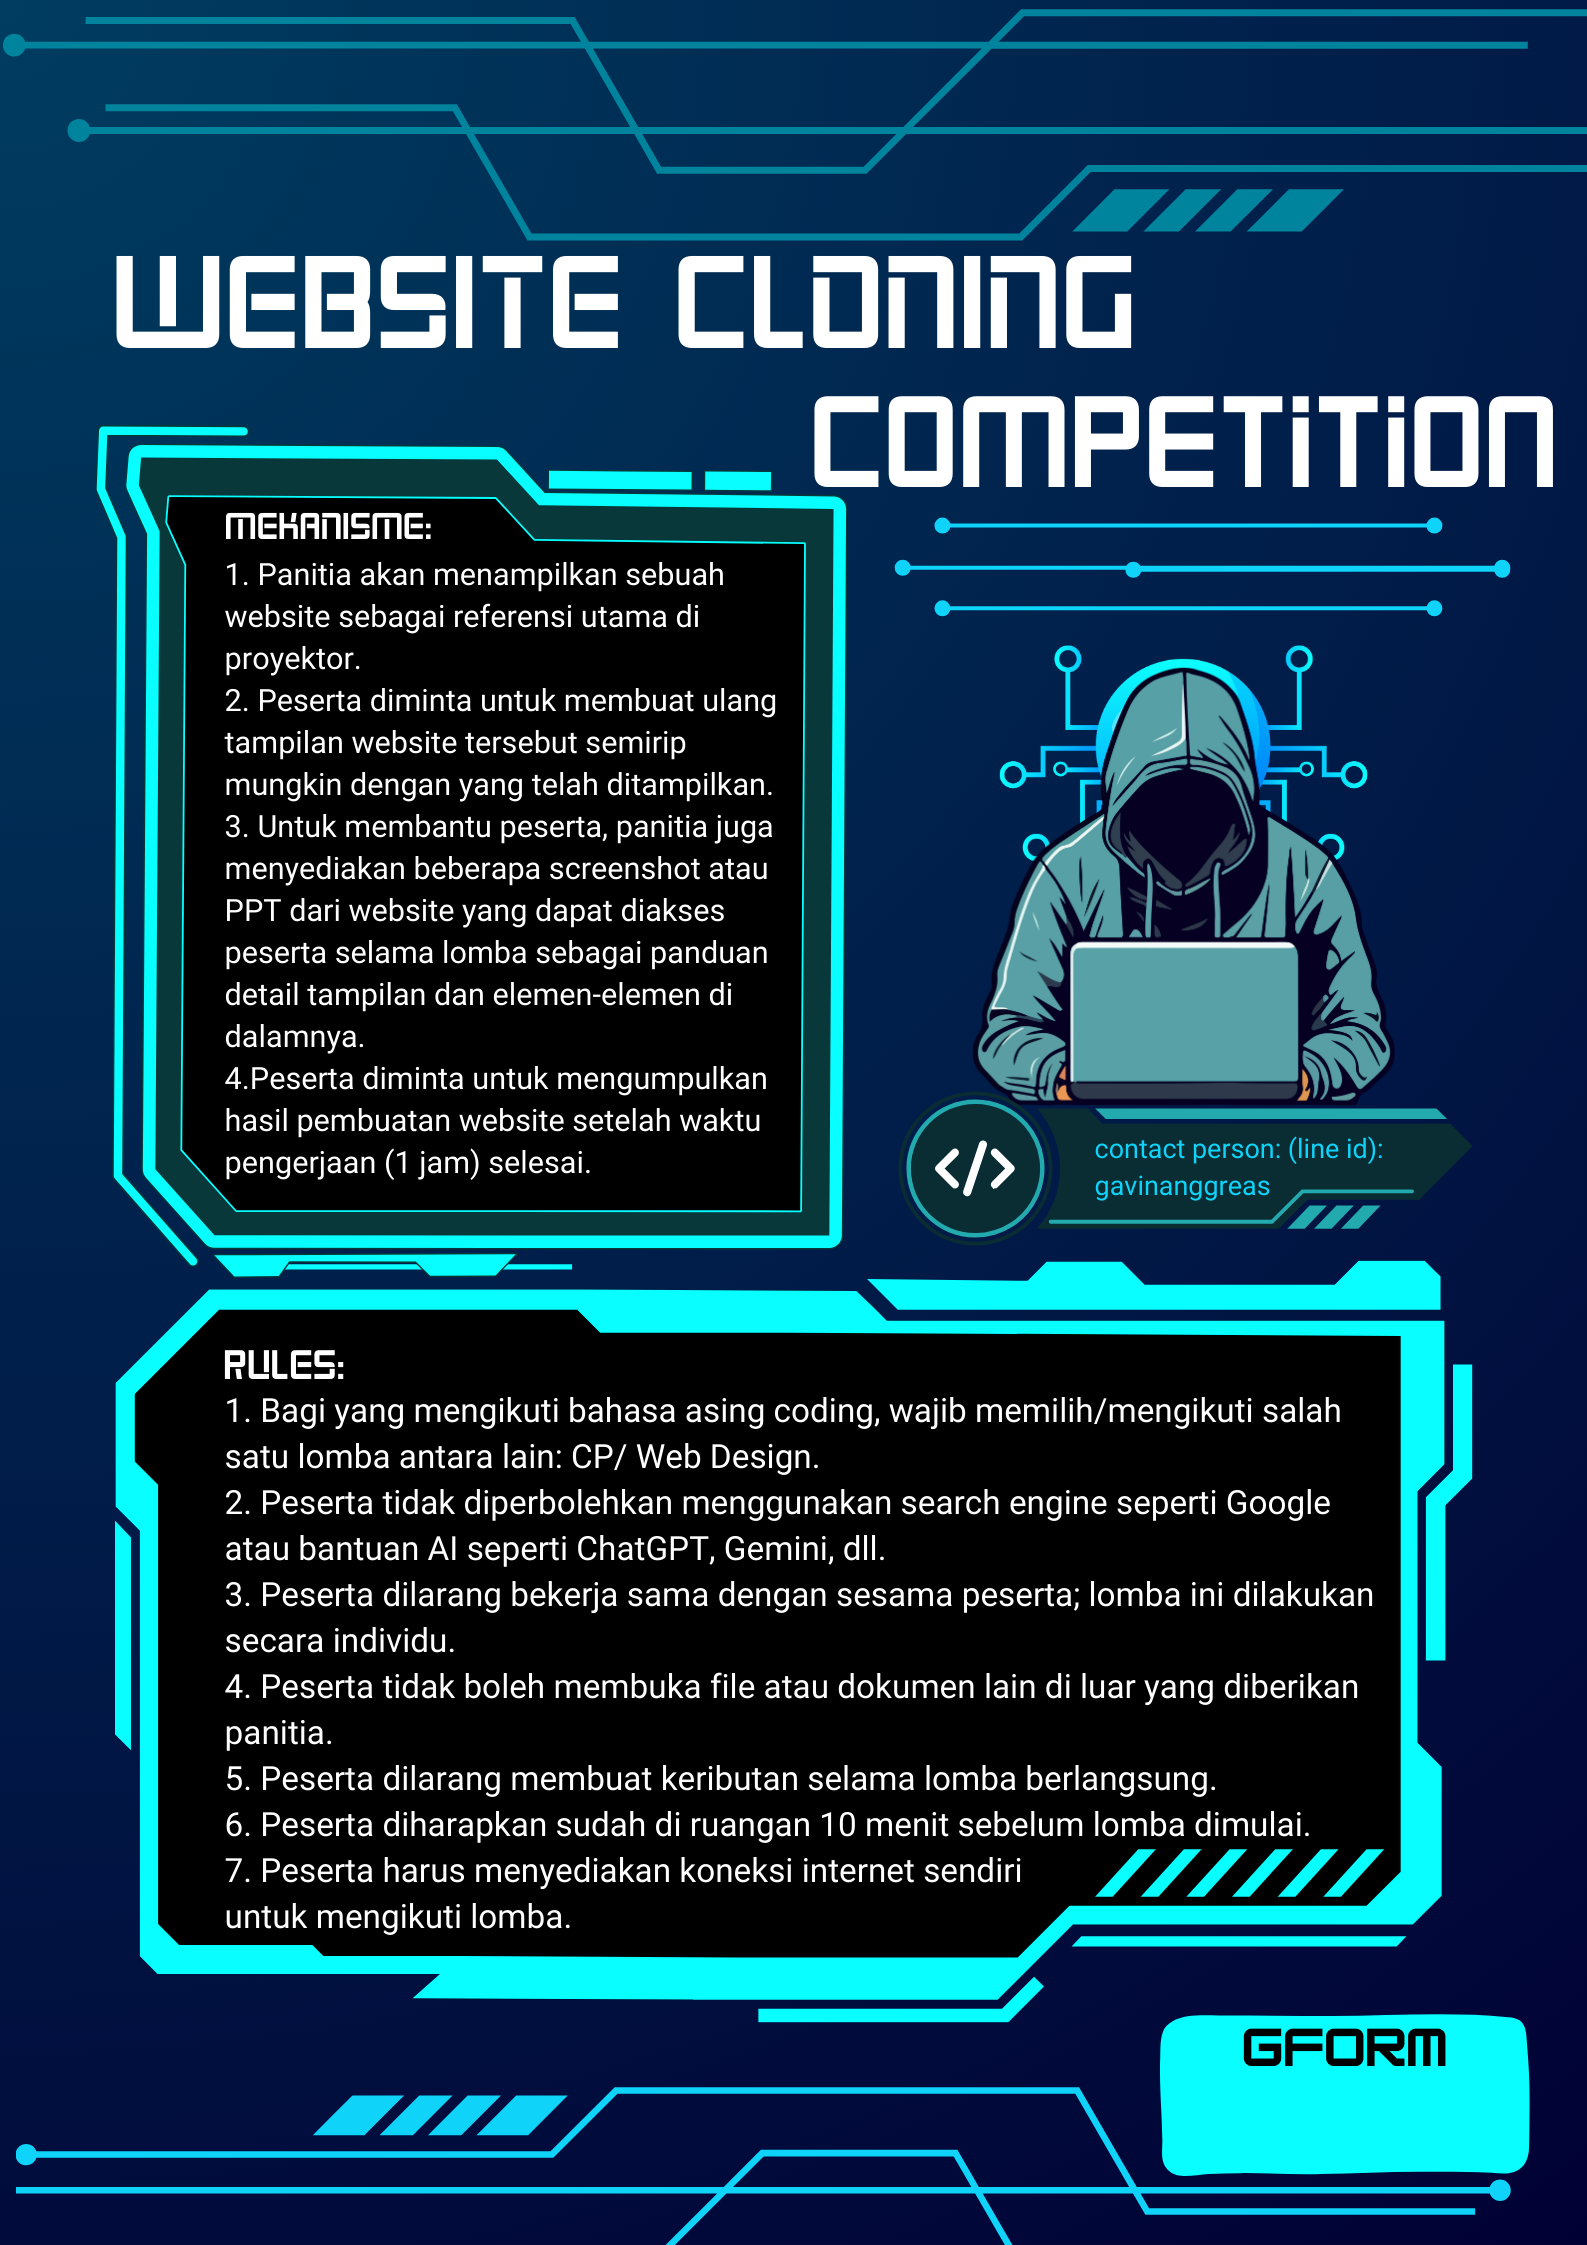 WEBSITE CLONING
COMPETITION
MEKANISME:
1. Panitia akan menampilkan sebuah
website sebagai referensi utama di
proyektor.
2. Peserta diminta untuk membuat ulang
tampilan website tersebut semirip
mungkin dengan yang telah ditampilkan.
3. Untuk membantu peserta, panitia juga
menyediakan beberapa screenshot atau
PPT dari website yang dapat diakses
peserta selama lomba sebagai panduan
detail tampilan dan elemen-elemen di
dalamnya.
4.Peserta diminta untuk mengumpulkan
hasil pembuatan website setelah waktu
pengerjaan (1 jam) selesai.
</>
contact person: (line id):
gavinanggreas
RULES:
1. Bagi yang mengikuti bahasa asing coding, wajib memilih/mengikuti salah
satu lomba antara lain: CP/ Web Design.
2. Peserta tidak diperbolehkan menggunakan search engine seperti Google
atau bantuan AI seperti ChatGPT, Gemini, dll.
3. Peserta dilarang bekerja sama dengan sesama peserta; lomba ini dilakukan
secara individu.
4. Peserta tidak boleh membuka file atau dokumen lain di luar yang diberikan
panitia.
5. Peserta dilarang membuat keributan selama lomba berlangsung.
6. Peserta diharapkan sudah di ruangan 10 menit sebelum lomba dimulai.
7. Peserta harus menyediakan koneksi internet sendiri
untuk mengikuti lomba.
GFORM